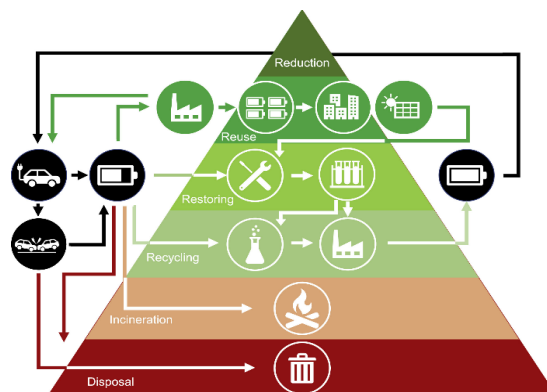 Reduction
Reuse
Restoring
Recycling
Incineration
Disposal